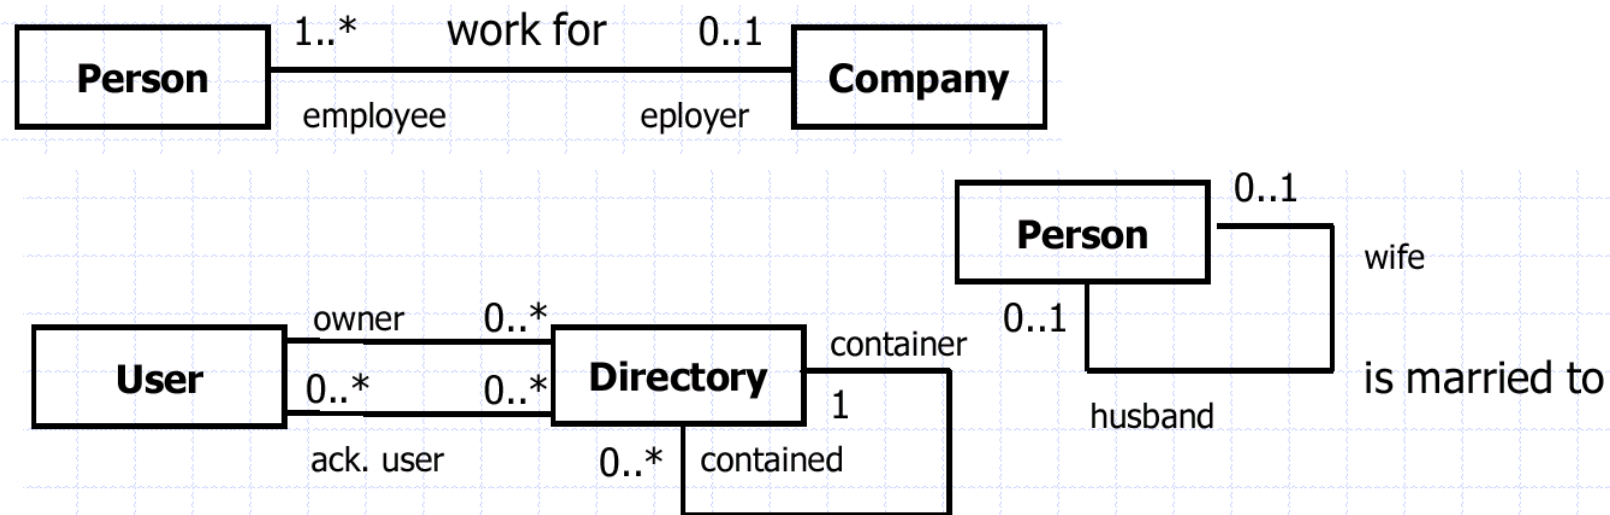 1..* work for 0..1
Person Company
employee eployer
0..1
Person
wife
0..1
owner 0..*
container
User Directory is married to
0..* 0..* 1
husband
ack. user 0..* contained